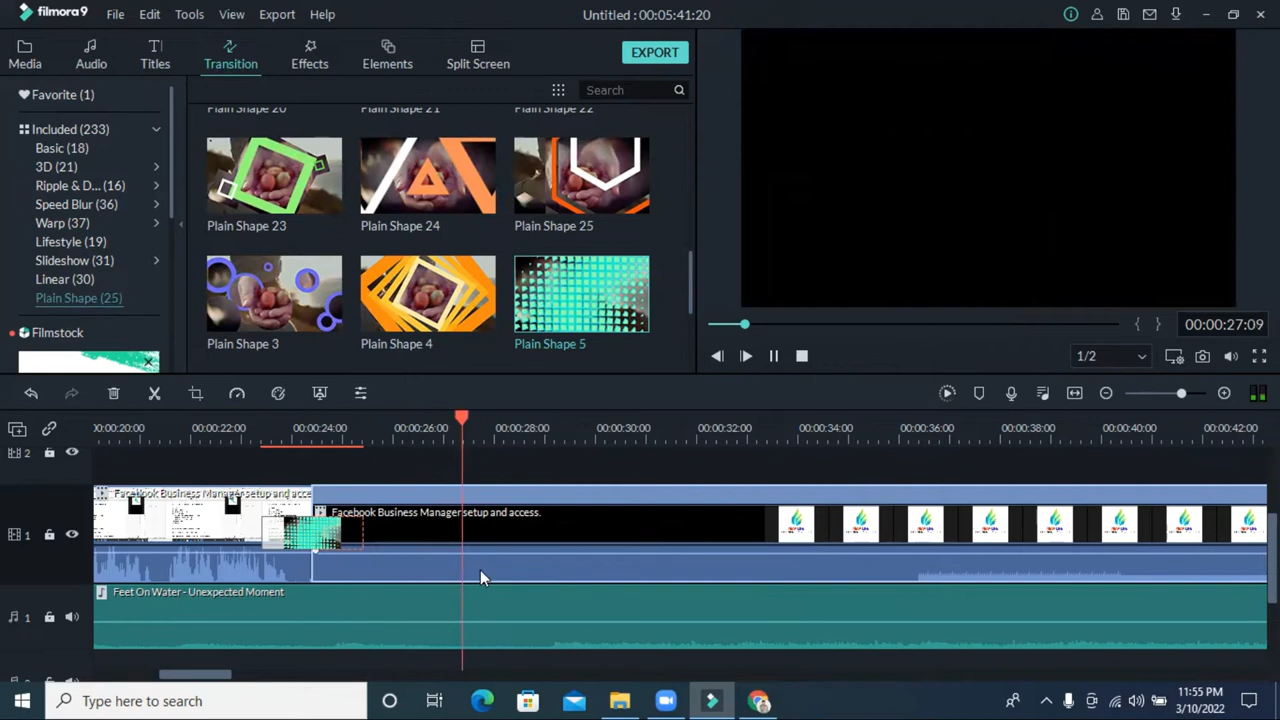 filmora9 File Edit Tools View Export Help Untitled : 00:05:41:20
Media Audio Titles Transition Effects Elements Split Screen EXPORT
Favorite (1)
Search
Plain Shape 20 Plain Shape 21 Plain Shape 22
Included (233)
Basic (18)
3D (21)
Ripple & D... (16)
Speed Blur (36)
Warp (37)
Lifestyle (19)
Slideshow (31)
Linear (30)
Plain Shape (25)
Filmstock
Plain Shape 23 Plain Shape 24 Plain Shape 25
Plain Shape 3 Plain Shape 4 Plain Shape 5
{ } 00:00:27:09
1/2
00:00:20:00 00:00:22:00 00:00:24:00 00:00:26:00 00:00:28:00 00:00:30:00 00:00:32:00 00:00:34:00 00:00:36:00 00:00:38:00 00:00:40:00 00:00:42:00
2
Facebook Business Manager setup and acce
Facebook Business Manager setup and access.
1
Feet On Water - Unexpected Moment
1
Type here to search
11:55 PM
3/10/2022